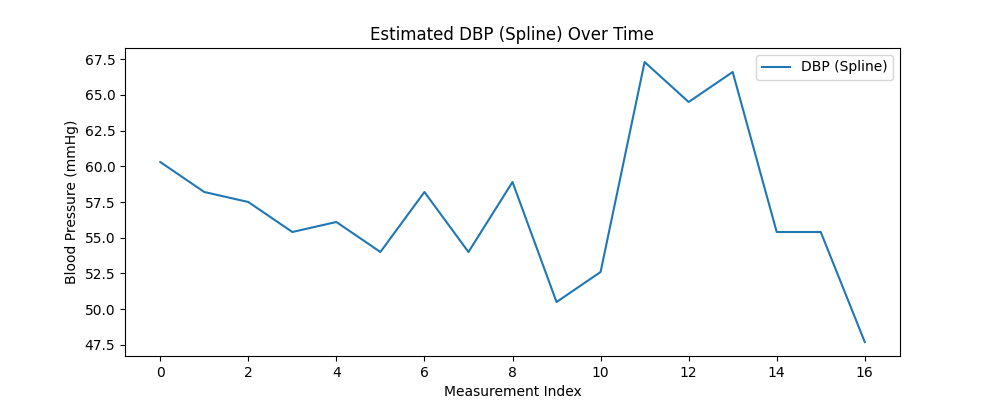 Estimated DBP (Spline) Over Time
DBP (Spline)
Blood Pressure (mmHg)
67.5
65.0
62.5
60.0
57.5
55.0
52.5
50.0
47.5
0 2 4 6 8 10 12 14 16
Measurement Index